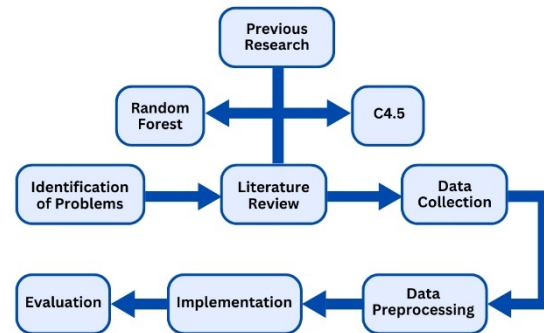 Previous
Research
Random
Forest
C4.5
Identification
of Problems
Literature
Review
Data
Collection
Evaluation
Implementation
Data
Preprocessing